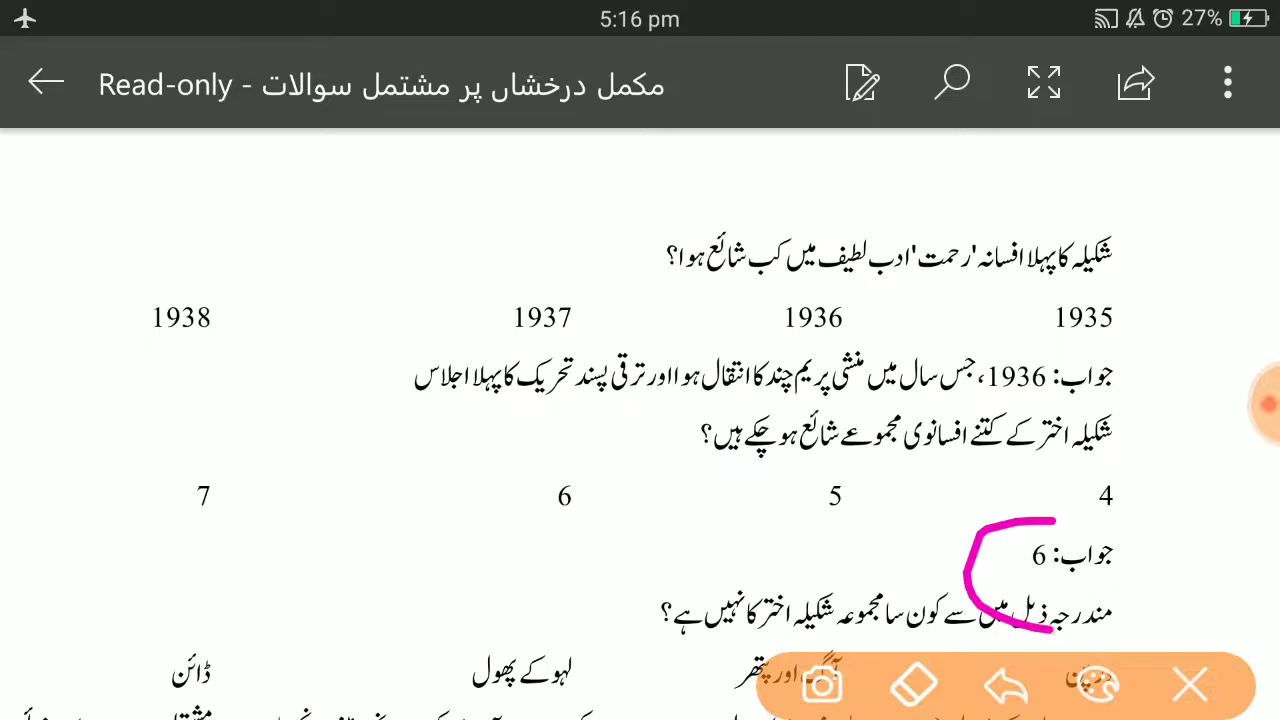 5:16 pm
27%
مکمل درخشاں پر مشتمل سوالات - Read-only
شکیلہ کا پہلا افسانہ 'رحمت' ادب لطیف میں کب شائع ہوا؟
1935 1936 1937 1938
جواب: 1936، جس سال میں منشی پریم چند کا انتقال ہوا اور ترقی پسند تحریک کا پہلا اجلاس
شکیلہ اختر کے کتنے افسانوی مجموعے شائع ہو چکے ہیں؟
4 5 6 7
جواب: 6
مندرجہ ذیل میں سے کون سا مجموعہ شکیلہ اختر کا نہیں ہے؟
درپن آگ اور پتھر لہو کے پھول ڈائن